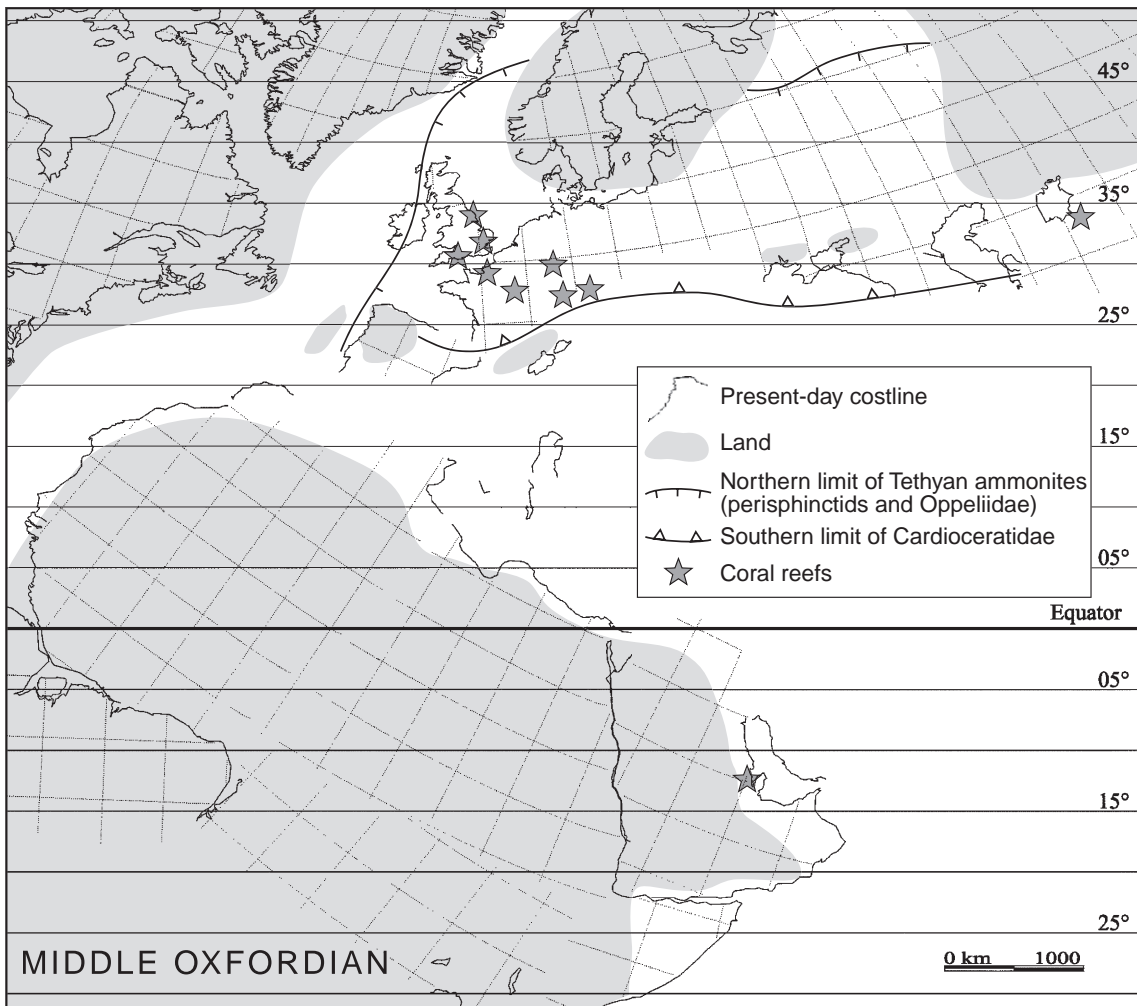 45°
35°
25°
Present-day costline
Land
15°
Northern limit of Tethyan ammonites
(perisphinctids and Oppeliidae)
Southern limit of Cardioceratidae
05°
Coral reefs
Equator
05°
15°
25°
MIDDLE OXFORDIAN
0 km 1000